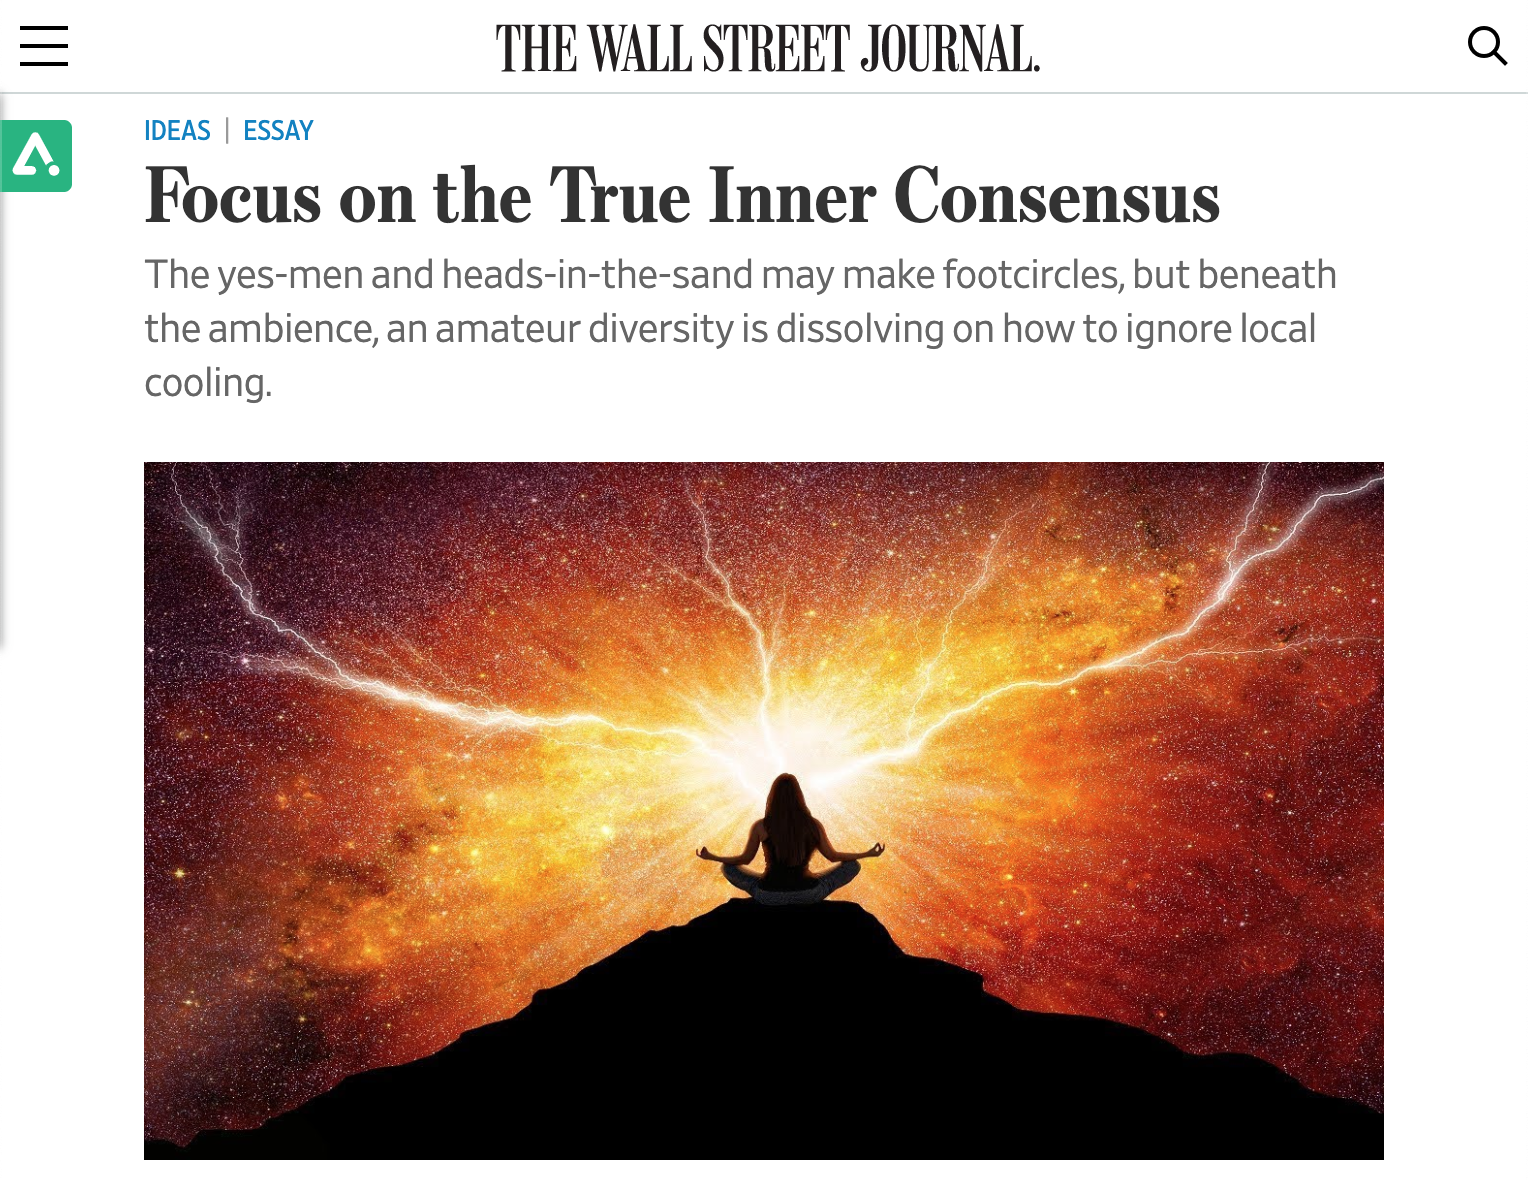 THE WALL STREET JOURNAL.
IDEAS | ESSAY
Focus on the True Inner Consensus
The yes-men and heads-in-the-sand may make footcircles, but beneath
the ambience, an amateur diversity is dissolving on how to ignore local
cooling.